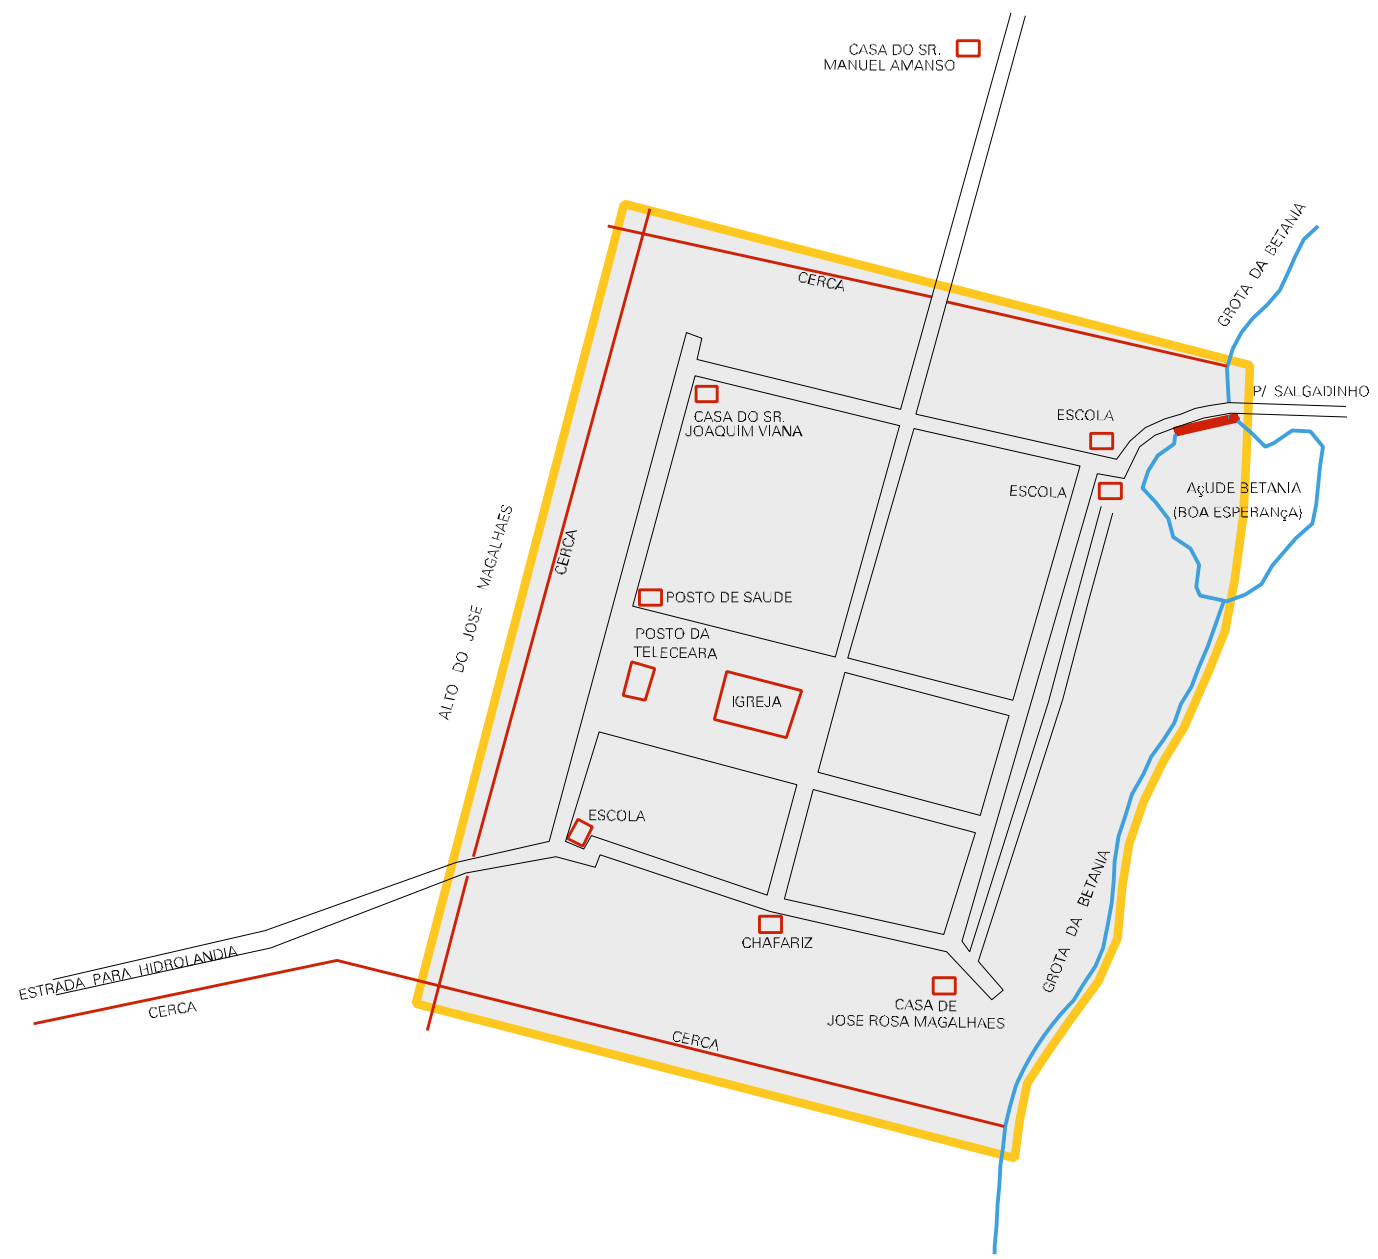 CASA DO SR.
MANUEL AMANSO
GROTA DA BETANIA
CERCA
P/ SALGADINHO
ESCOLA
CASA DO SR.
JOAQUIM VIANA
ESCOLA
AçUDE BETANIA
(BOA ESPERANçA)
ALTO DO JOSE MAGALHAES
CERCA
POSTO DE SAUDE
POSTO DA
TELECEARA
IGREJA
ESCOLA
GROTA DA BETANIA
CHAFARIZ
ESTRADA PARA HIDROLANDIA
CERCA
CASA DE
JOSE ROSA MAGALHAES
CERCA